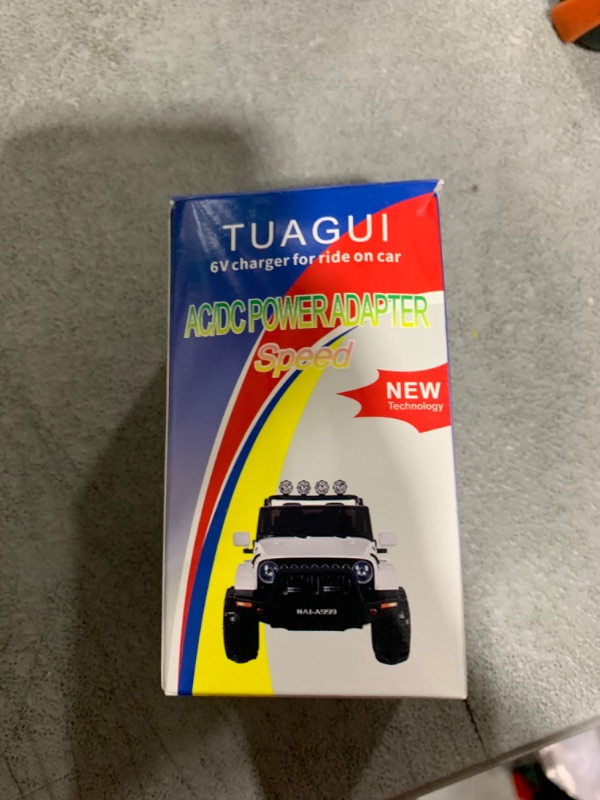 TUAGUI
6V charger for ride on car
AC/DC POWER ADAPTER
Speed
NEW
Technology
NAI-A999